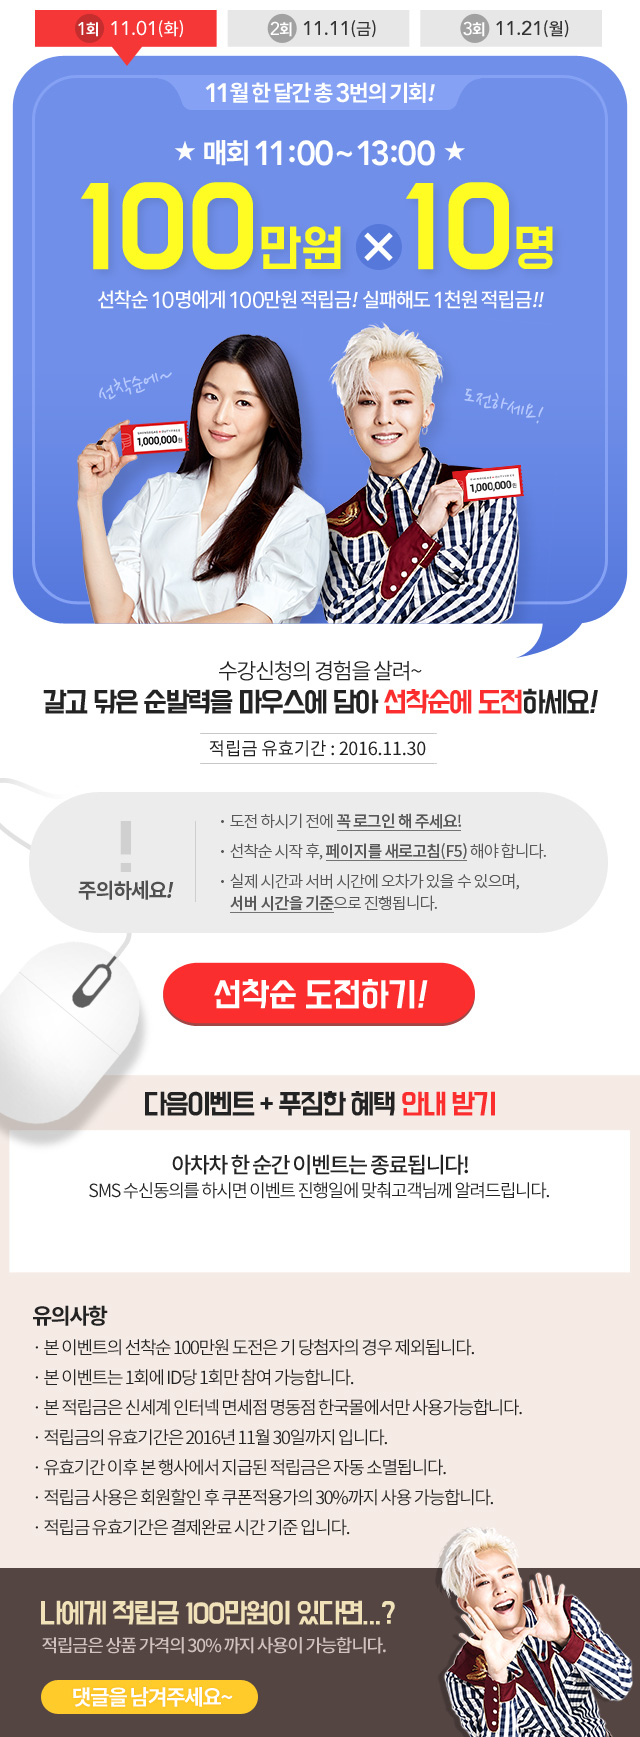 1회 11.01(화)
2회 11.11(금)
3회 11.21(월)
11월 한 달간 총 3번의 기회!
★ 매회 11:00~13:00 ★
100만원 × 10명
선착순 10명에게 100만원 적립금! 실패해도 1천원 적립금!!
선착순에~
도전하세요!
1,000,000원
1,000,000원
수강신청의 경험을 살려~
갈고 닦은 순발력을 마우스에 담아 선착순에 도전하세요!
적립금 유효기간 : 2016.11.30
!
주의하세요!
· 도전 하시기 전에 꼭 로그인 해 주세요!
· 선착순 시작 후, 페이지를 새로고침(F5) 해야 합니다.
· 실제 시간과 서버 시간에 오차가 있을 수 있으며,
서버 시간을 기준으로 진행됩니다.
선착순 도전하기!
다음이벤트 + 푸짐한 혜택 안내 받기
아차차 한 순간 이벤트는 종료됩니다!
SMS 수신동의를 하시면 이벤트 진행일에 맞춰고객님께 알려드립니다.
유의사항
· 본 이벤트의 선착순 100만원 도전은 기 당첨자의 경우 제외됩니다.
· 본 이벤트는 1회에 ID당 1회만 참여 가능합니다.
· 본 적립금은 신세계 인터넥 면세점 명동점 한국몰에서만 사용가능합니다.
· 적립금의 유효기간은 2016년 11월 30일까지 입니다.
· 유효기간 이후 본 행사에서 지급된 적립금은 자동 소멸됩니다.
· 적립금 사용은 회원할인 후 쿠폰적용가의 30%까지 사용 가능합니다.
· 적립금 유효기간은 결제완료 시간 기준 입니다.
나에게 적립금 100만원이 있다면...?
적립금은 상품 가격의 30% 까지 사용이 가능합니다.
댓글을 남겨주세요~